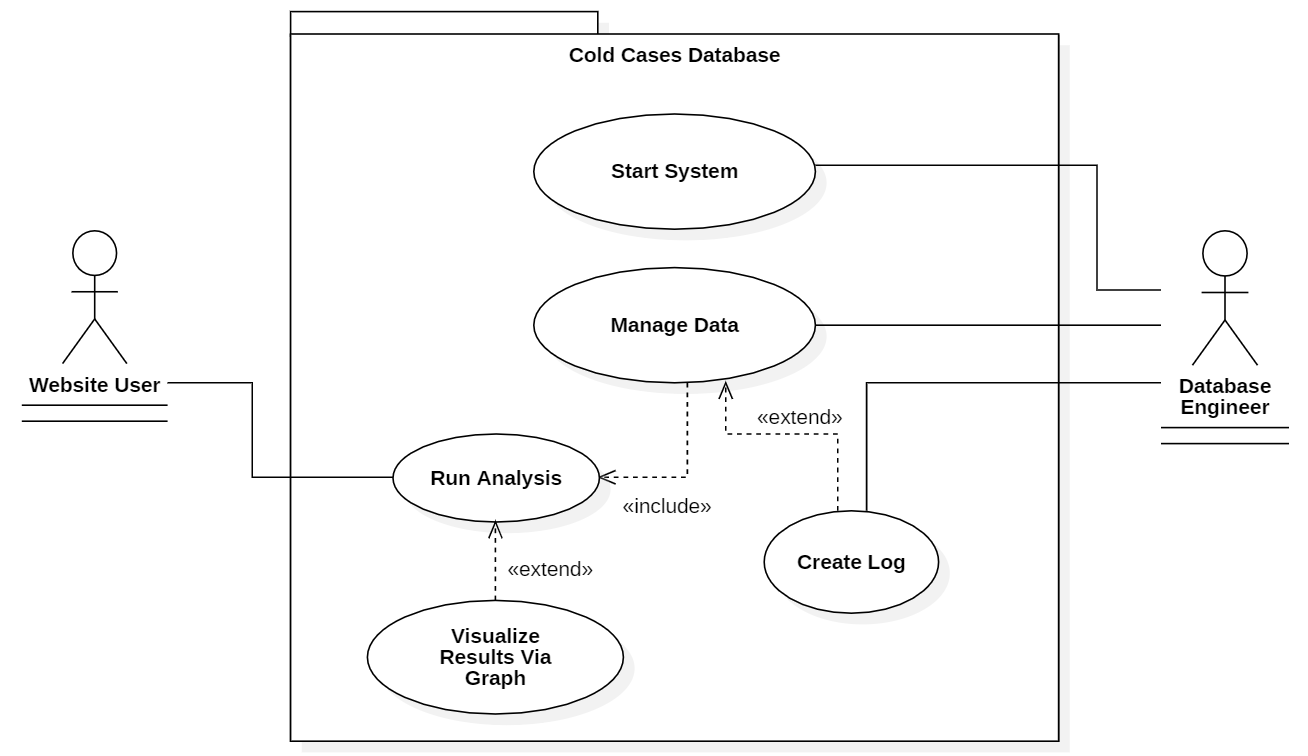 Cold Cases Database
Start System
Manage Data
Website User
Database
Engineer
«extend»
Run Analysis
«include»
Create Log
«extend»
Visualize
Results Via
Graph